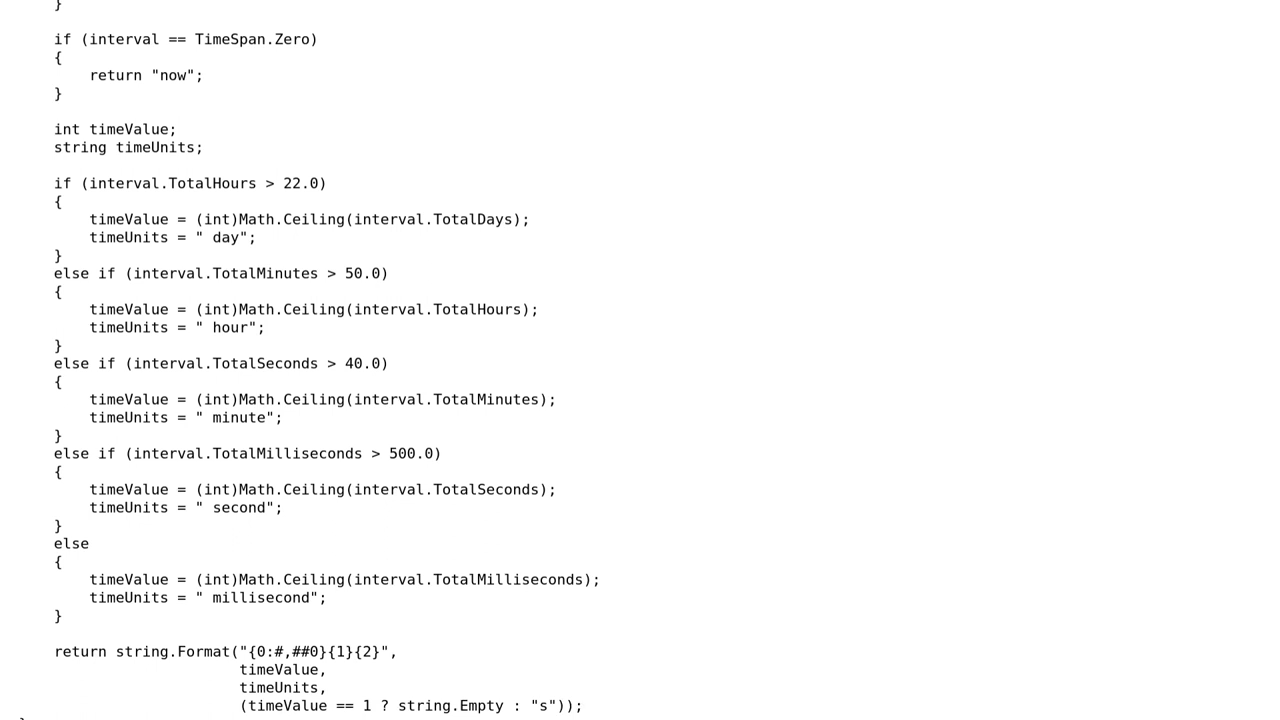 }
if (interval == TimeSpan.Zero)
{
return "now";
}
int timeValue;
string timeUnits;
if (interval.TotalHours > 22.0)
{
timeValue = (int)Math.Ceiling(interval.TotalDays);
timeUnits = " day";
}
else if (interval.TotalMinutes > 50.0)
{
timeValue = (int)Math.Ceiling(interval.TotalHours);
timeUnits = " hour";
}
else if (interval.TotalSeconds > 40.0)
{
timeValue = (int)Math.Ceiling(interval.TotalMinutes);
timeUnits = " minute";
}
else if (interval.TotalMilliseconds > 500.0)
{
timeValue = (int)Math.Ceiling(interval.TotalSeconds);
timeUnits = " second";
}
else
{
timeValue = (int)Math.Ceiling(interval.TotalMilliseconds);
timeUnits = " millisecond";
}
return string.Format("{0:#,##0}{1}{2}",
timeValue,
timeUnits,
(timeValue == 1 ? string.Empty : "s"));